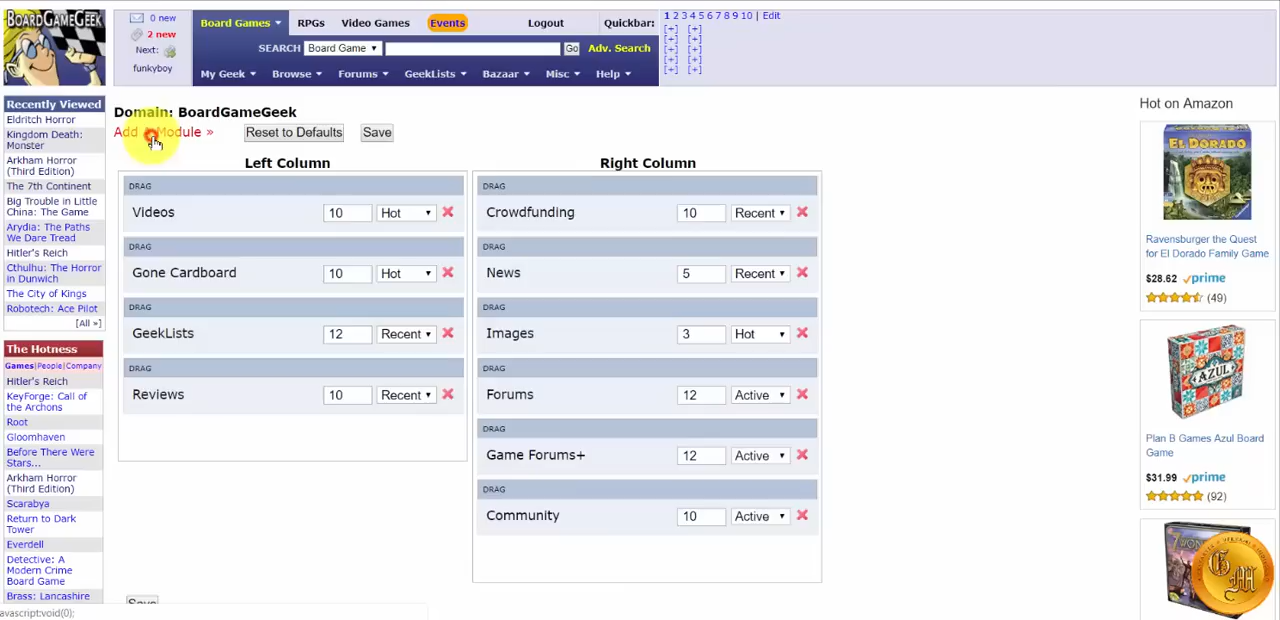 BOARDGAMEGEEK
0 new
2 new
Next:
funkyboy
Board Games ▾ RPGs Video Games Events Logout Quickbar:
SEARCH Board Game ▾ Go Adv. Search
My Geek ▾ Browse ▾ Forums ▾ GeekLists ▾ Bazaar ▾ Misc ▾ Help ▾
1 2 3 4 5 6 7 8 9 10 | Edit
[+] [+]
[+] [+]
[+] [+]
[+] [+]
[+] [+]
Recently Viewed
Eldritch Horror
Kingdom Death:
Monster
Arkham Horror
(Third Edition)
The 7th Continent
Big Trouble in Little
China: The Game
Arydia: The Paths
We Dare Tread
Hitler's Reich
Cthulhu: The Horror
in Dunwich
The City of Kings
Robotech: Ace Pilot
[All »]
The Hotness
Games|People|Company
Hitler's Reich
KeyForge: Call of
the Archons
Root
Gloomhaven
Before There Were
Stars...
Arkham Horror
(Third Edition)
Scarabya
Return to Dark
Tower
Everdell
Detective: A
Modern Crime
Board Game
Brass: Lancashire
avascript:void(0);
Domain: BoardGameGeek
Add Module » Reset to Defaults Save
Left Column
DRAG
Videos 10 Hot ▾
DRAG
Gone Cardboard 10 Hot ▾
DRAG
GeekLists 12 Recent ▾
DRAG
Reviews 10 Recent ▾
Save
Right Column
DRAG
Crowdfunding 10 Recent ▾
DRAG
News 5 Recent ▾
DRAG
Images 3 Hot ▾
DRAG
Forums 12 Active ▾
DRAG
Game Forums+ 12 Active ▾
DRAG
Community 10 Active ▾
Hot on Amazon
EL DORADO
Ravensburger the Quest
for El Dorado Family Game
$28.62 prime
(49)
AZUL
Plan B Games Azul Board
Game
$31.99 prime
(92)
GM